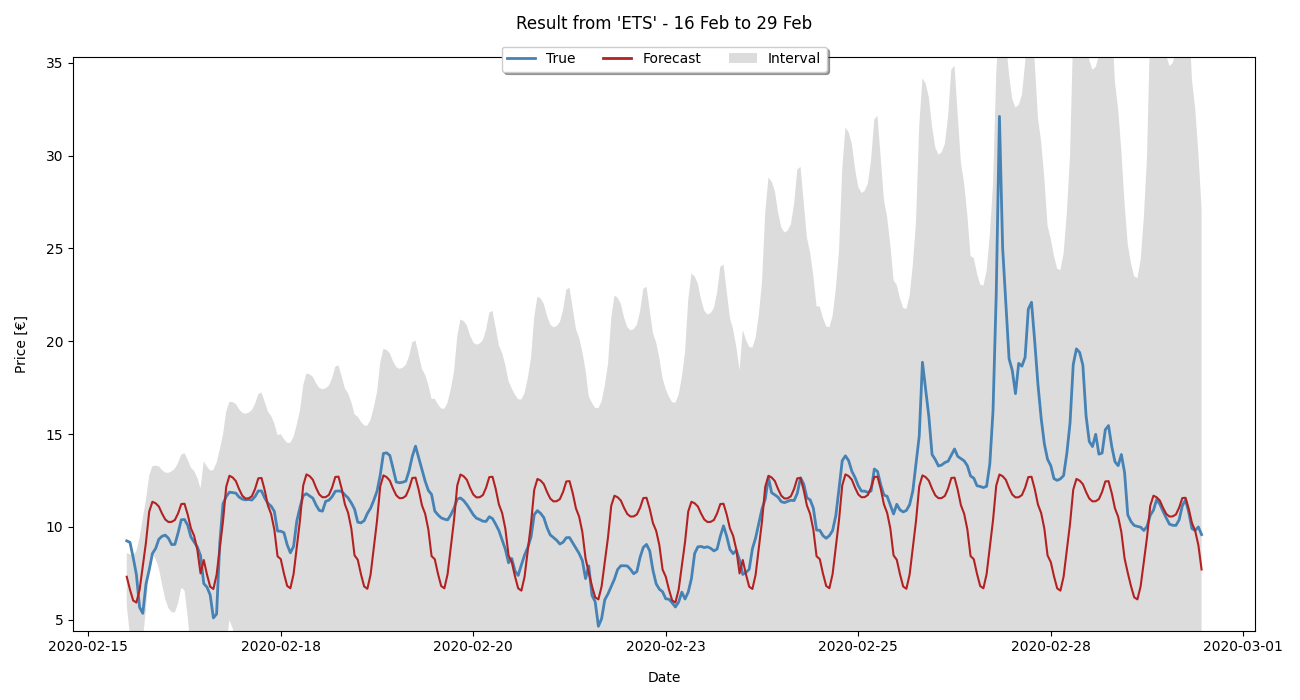 Result from 'ETS' - 16 Feb to 29 Feb
True Forecast Interval
35
30
25
20
15
10
5
Price [€]
2020-02-15 2020-02-18 2020-02-20 2020-02-23 2020-02-25 2020-02-28 2020-03-01
Date